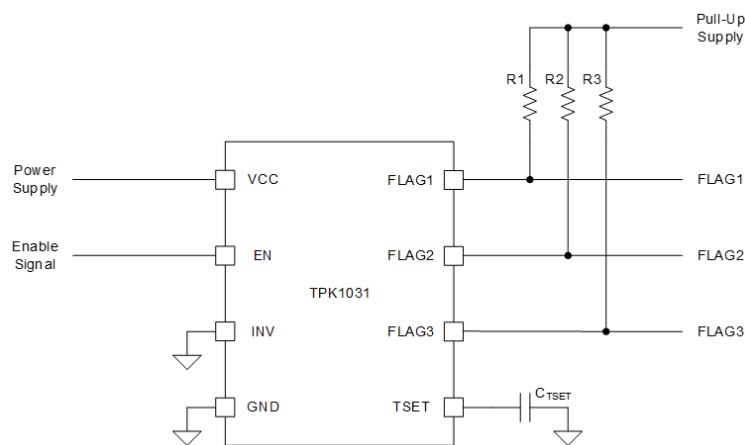 Pull-Up
Supply
R1 R2 R3
Power
Supply
VCC
FLAG1
FLAG1
Enable
Signal
EN
FLAG2
FLAG2
TPK1031
INV
FLAG3
FLAG3
GND
TSET
CTSET